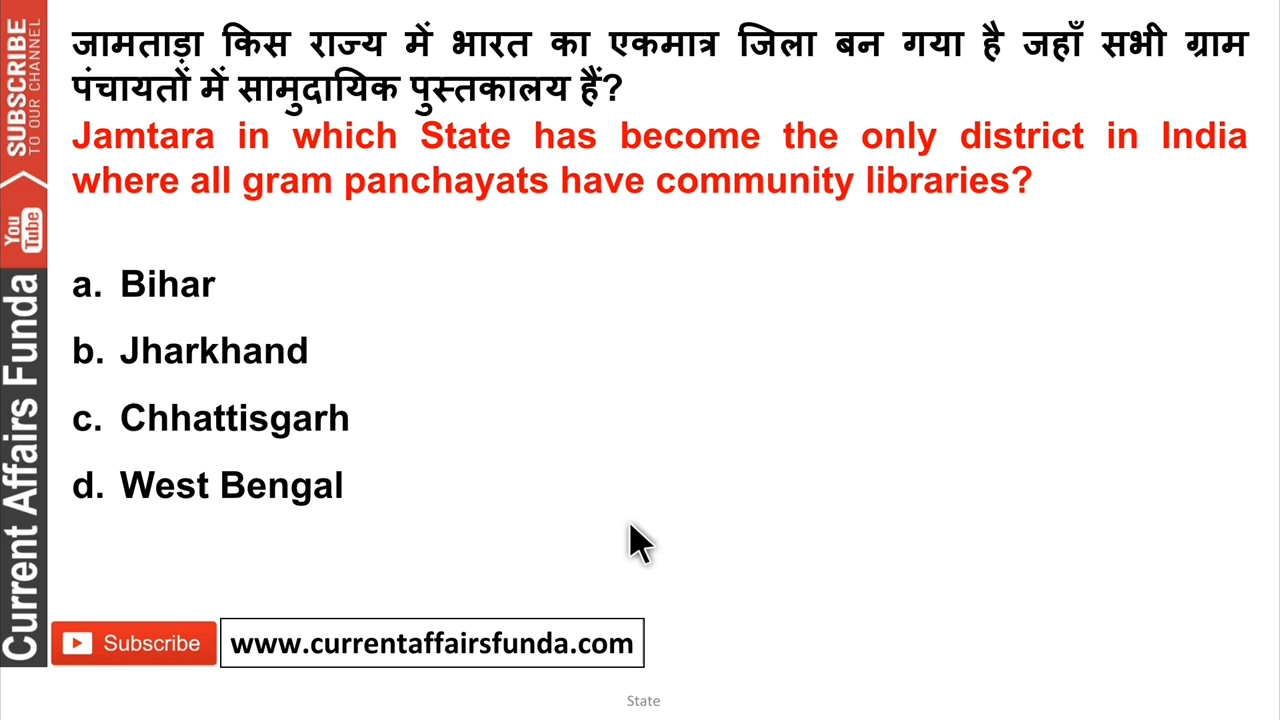 जामताड़ा किस राज्य में भारत का एकमात्र जिला बन गया है जहाँ सभी ग्राम
पंचायतों में सामुदायिक पुस्तकालय हैं?
Jamtara in which State has become the only district in India
where all gram panchayats have community libraries?
a. Bihar
b. Jharkhand
c. Chhattisgarh
d. West Bengal
Subscribe
www.currentaffairsfunda.com
State
SUBSCRIBE
TO OUR CHANNEL
You
Tube
Current Affairs Funda